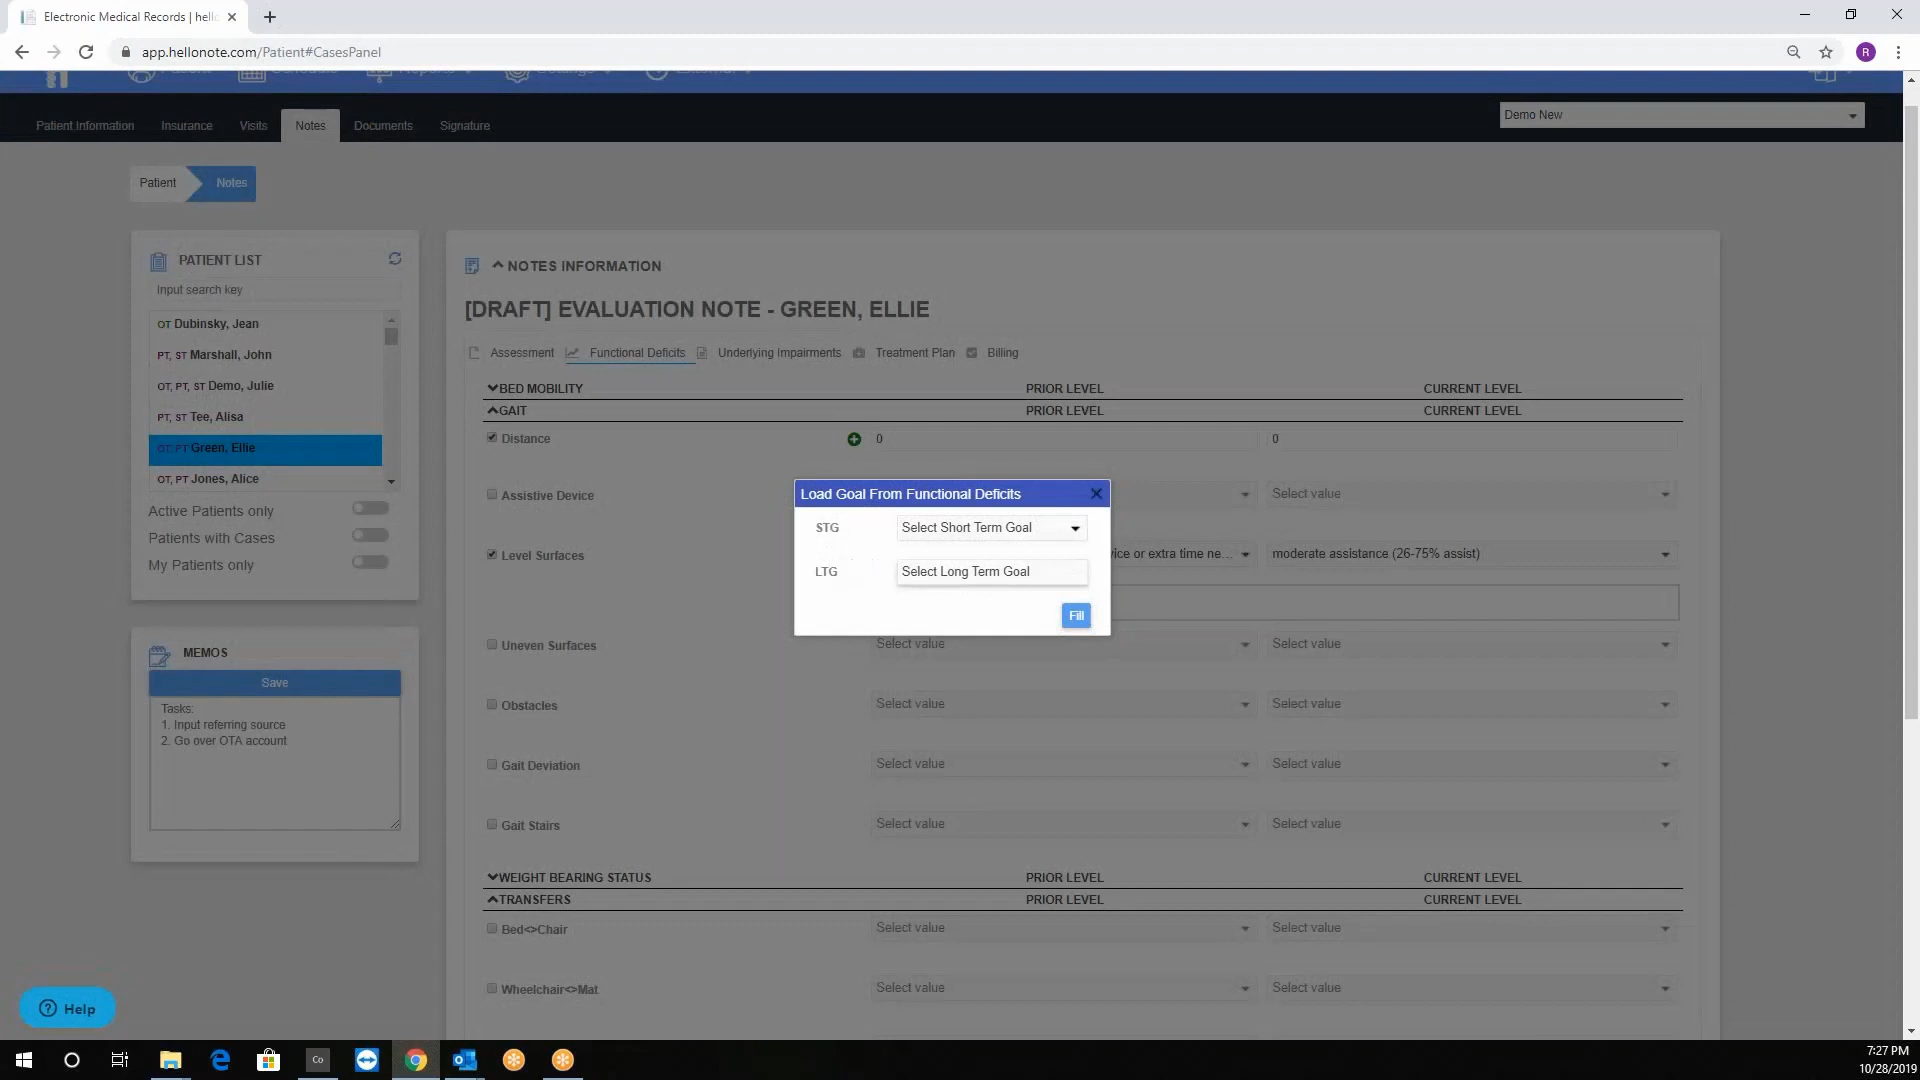 Electronic Medical Records | hello
app.hellonote.com/Patient#CasesPanel
R
Patient Information Insurance Visits Notes Documents Signature
Demo New
Patient Notes
PATIENT LIST
Input search key
OT Dubinsky, Jean
PT, ST Marshall, John
OT, PT, ST Demo, Julie
PT, ST Tee, Alisa
OT, PT Green, Ellie
OT, PT Jones, Alice
Active Patients only
Patients with Cases
My Patients only
MEMOS
Save
Tasks:
1. Input referring source
2. Go over OTA account
NOTES INFORMATION
[DRAFT] EVALUATION NOTE - GREEN, ELLIE
Assessment Functional Deficits Underlying Impairments Treatment Plan Billing
BED MOBILITY PRIOR LEVEL CURRENT LEVEL
GAIT PRIOR LEVEL CURRENT LEVEL
Distance 0 0
Assistive Device Select value
Level Surfaces vice or extra time ne... moderate assistance (26-75% assist)
Uneven Surfaces Select value Select value
Obstacles Select value Select value
Gait Deviation Select value Select value
Gait Stairs Select value Select value
WEIGHT BEARING STATUS PRIOR LEVEL CURRENT LEVEL
TRANSFERS PRIOR LEVEL CURRENT LEVEL
Bed<>Chair Select value Select value
Wheelchair<>Mat Select value Select value
Load Goal From Functional Deficits
STG Select Short Term Goal
LTG Select Long Term Goal
Fill
Help
Co
7:27 PM
10/28/2019